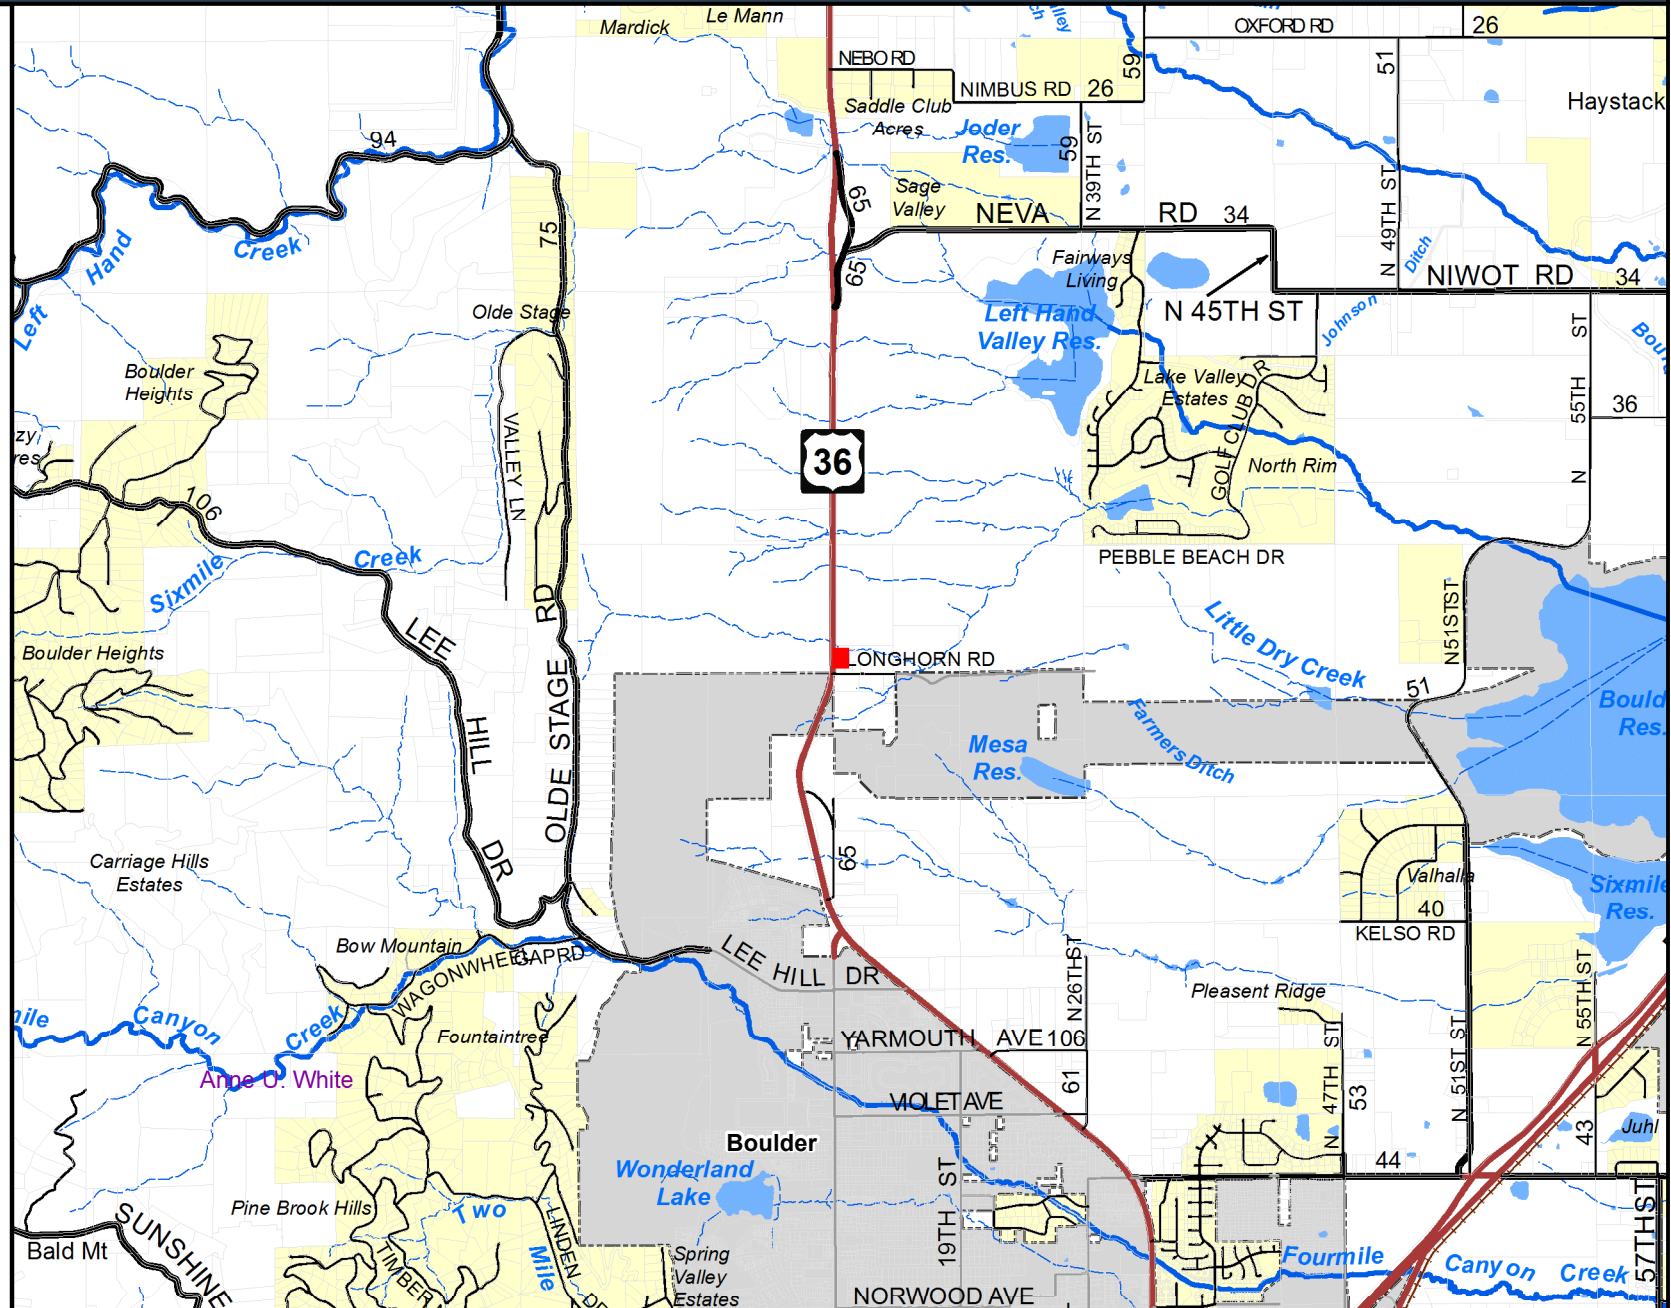 Mardick
Le Mann
OXFORD RD
26
NEBO RD
59
51
NIMBUS RD 26
Haystack
Saddle Club
Acres
Joder
Res.
59
N 39TH ST
94
Sage
Valley
65
NEVA RD 34
N 49TH ST
Ditch
75
Left Hand Creek
65
Fairways
Living
NIWOT RD 34
N 45TH ST
Olde Stage
Left Hand
Valley Res.
Johnson
N 55TH ST
Boulder
Heights
Lake Valley
Estates
GOLF CLUB DR
36
VALLEY LN
36
North Rim
106
PEBBLE BEACH DR
Sixmile Creek
LEE HILL DR
OLDE STAGE RD
N 51ST ST
Little Dry Creek
Boulder Heights
LONGHORN RD
51
Farmers Ditch
Mesa
Res.
Bould
Res.
65
Carriage Hills
Estates
Valhalla
Sixmile
Res.
40
KELSO RD
Bow Mountain
WAGONWHEEL GAP RD
LEE HILL DR
N 26TH ST
N 55TH ST
Pleasent Ridge
mile Canyon Creek
Fountaintree
YARMOUTH AVE 106
N 47TH ST
N 51ST ST
Anne U. White
61
53
VIOLET AVE
43
Juhl
Boulder
44
Wonderland
Lake
19TH ST
57TH ST
Pine Brook Hills
Two Mile
SUNSHINE
Bald Mt
LINDEN DR
TIMBER
Spring
Valley
Estates
Fourmile Canyon Creek
NORWOOD AVE